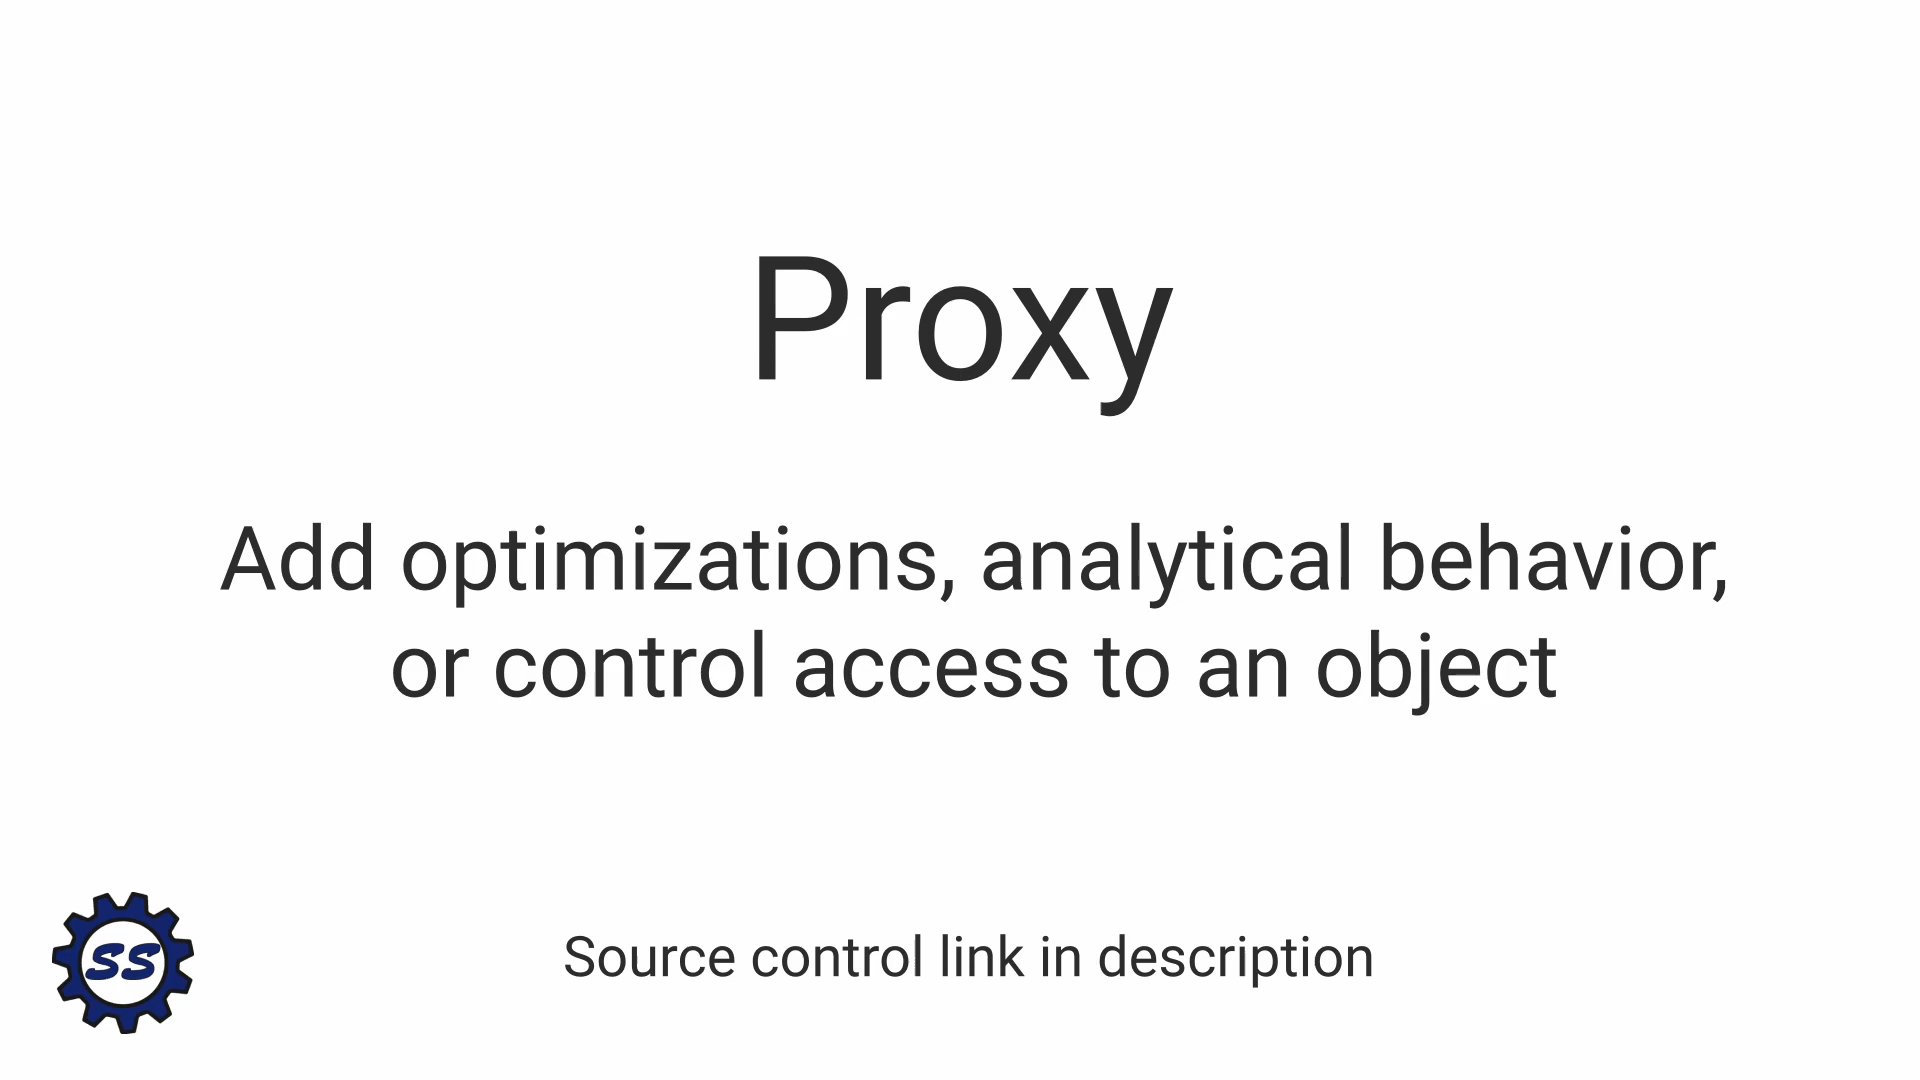 Proxy
Add optimizations, analytical behavior,
or control access to an object
SS
Source control link in description